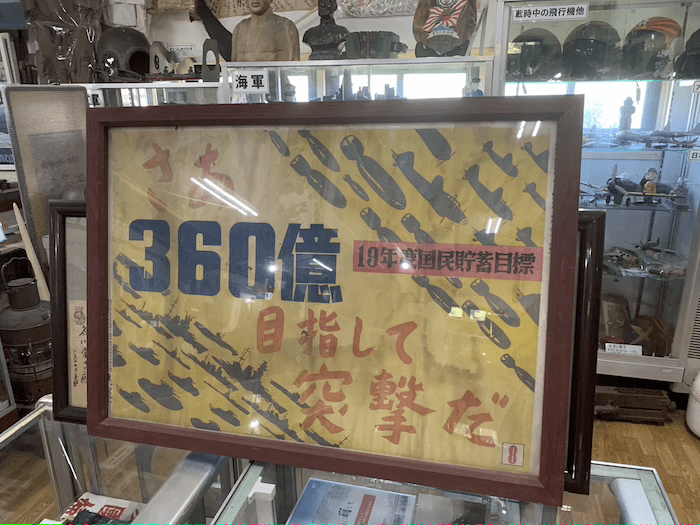 戦時中の飛行機他
海軍
さあ
360億
19年度国民貯蓄目標
目指して
突撃だ
8